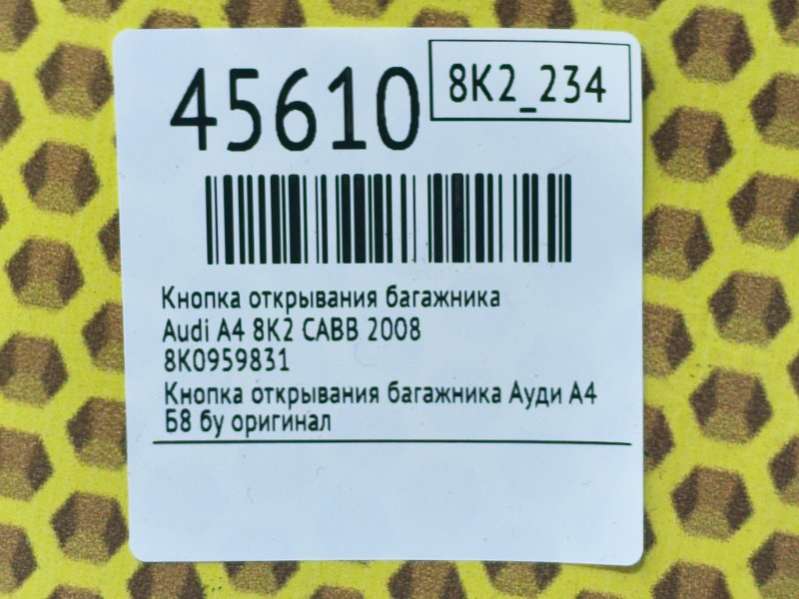 45610
8K2_234
Кнопка открывания багажника
Audi A4 8K2 CABB 2008
8K0959831
Кнопка открывания багажника Ауди А4
Б8 бу оригинал